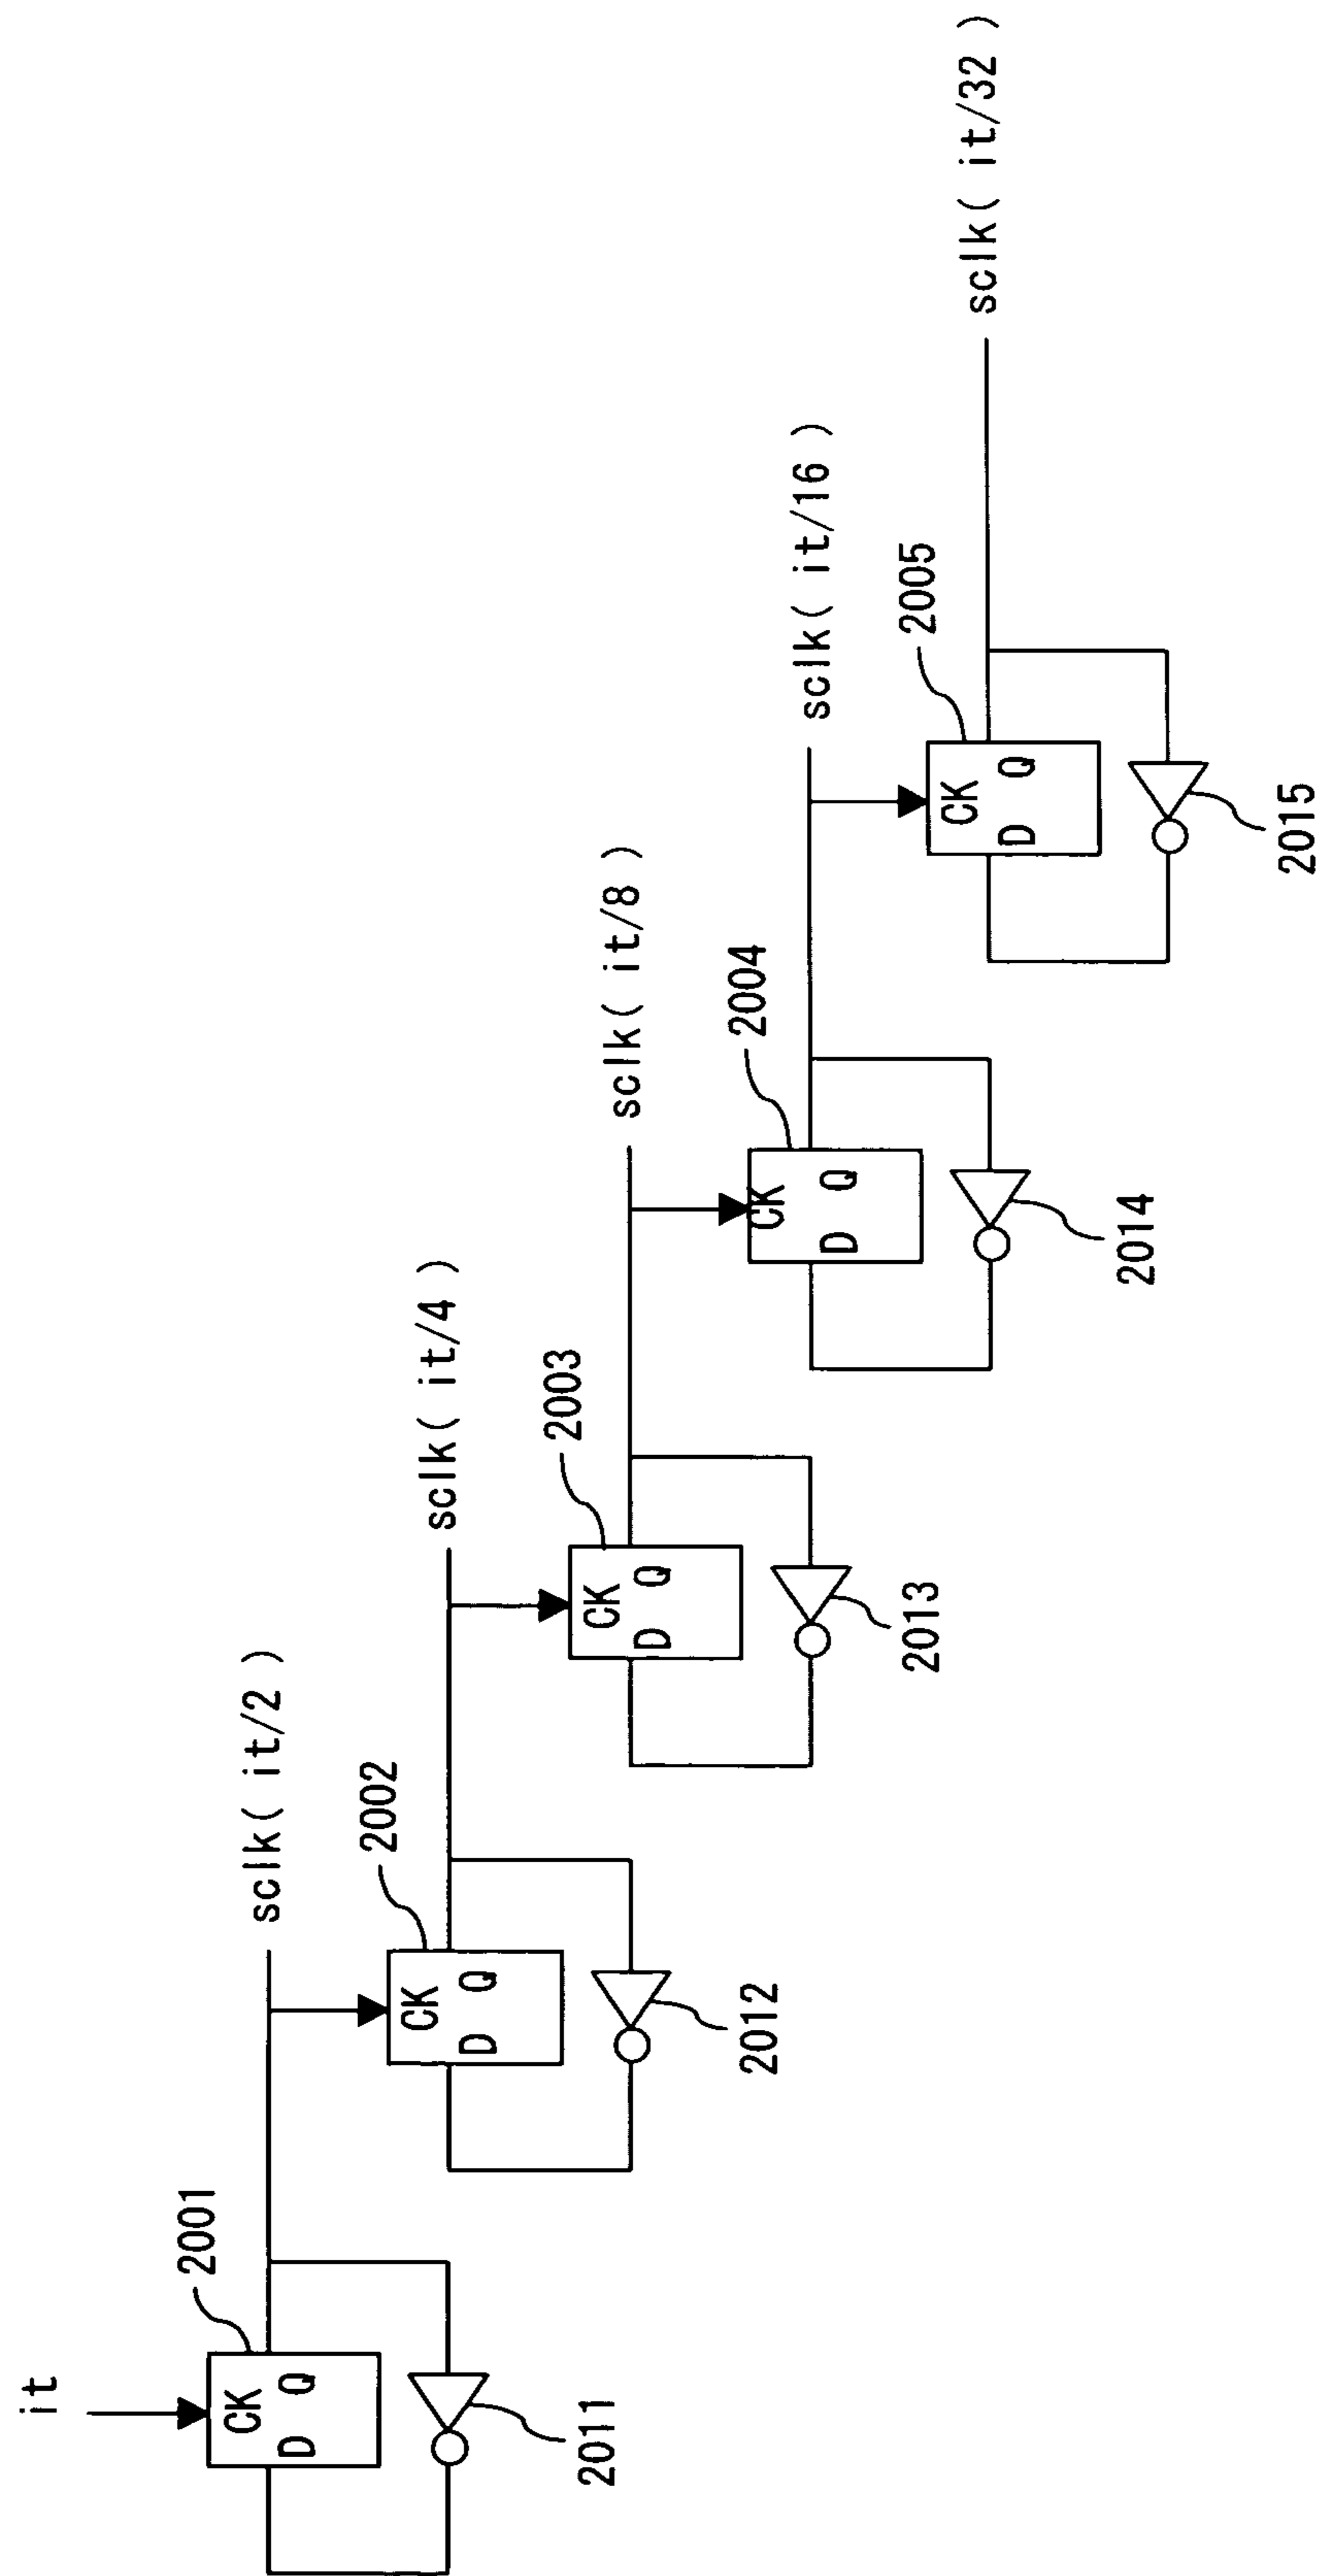 it
2001
CK
D Q
2011
sclk( it/2 )
2002
CK
D Q
2012
sclk( it/4 )
2003
CK
D Q
2013
sclk( it/8 )
2004
CK
D Q
2014
sclk( it/16 )
2005
CK
D Q
2015
sclk( it/32 )